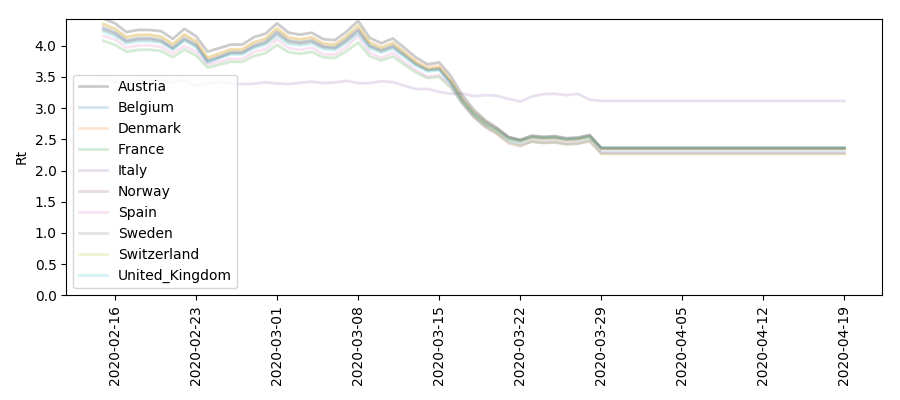 4.0
3.5
3.0
2.5
2.0
1.5
1.0
0.5
0.0
Rt
Austria
Belgium
Denmark
France
Italy
Norway
Spain
Sweden
Switzerland
United_Kingdom
2020-02-16
2020-02-23
2020-03-01
2020-03-08
2020-03-15
2020-03-22
2020-03-29
2020-04-05
2020-04-12
2020-04-19